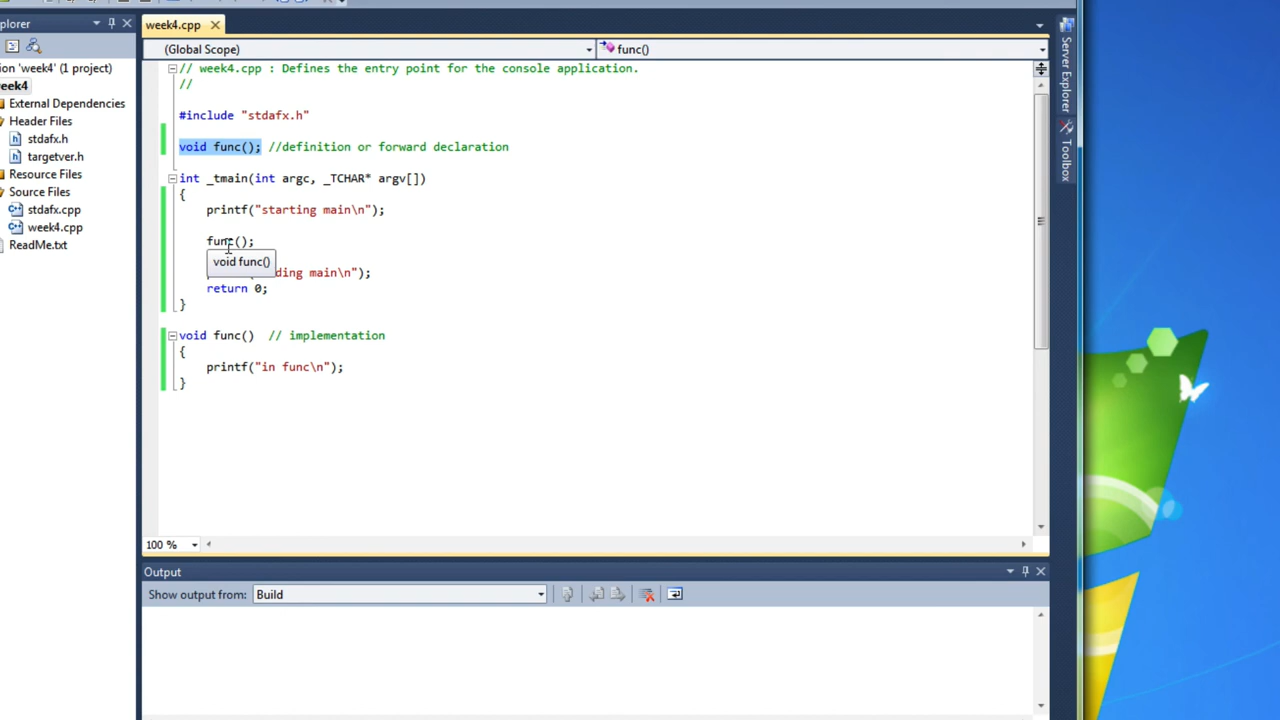 plorer
week4.cpp
(Global Scope)
func()
ion 'week4' (1 project)
eek4
External Dependencies
Header Files
stdafx.h
targetver.h
Resource Files
Source Files
stdafx.cpp
week4.cpp
ReadMe.txt
// week4.cpp : Defines the entry point for the console application.
//
#include "stdafx.h"
void func(); //definition or forward declaration
int _tmain(int argc, _TCHAR* argv[])
{
printf("starting main\n");
func();
void func()
ding main\n");
return 0;
}
void func() // implementation
{
printf("in func\n");
}
100 %
Output
Show output from: Build
Server Explorer
Toolbox